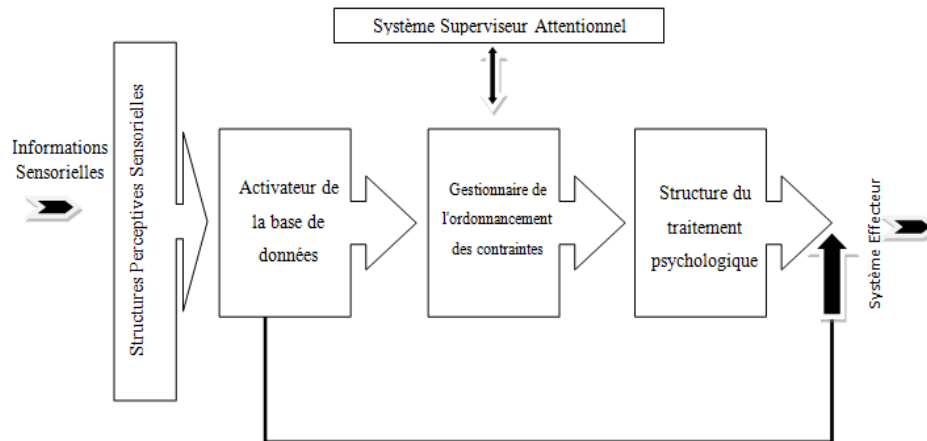 Système Superviseur Attentionnel
Informations
Sensorielles
Structures Perceptives Sensorielles
Activateur de
la base de
données
Gestionnaire de
l'ordonnancement
des contraintes
Structure du
traitement
psychologique
Système Effecteur